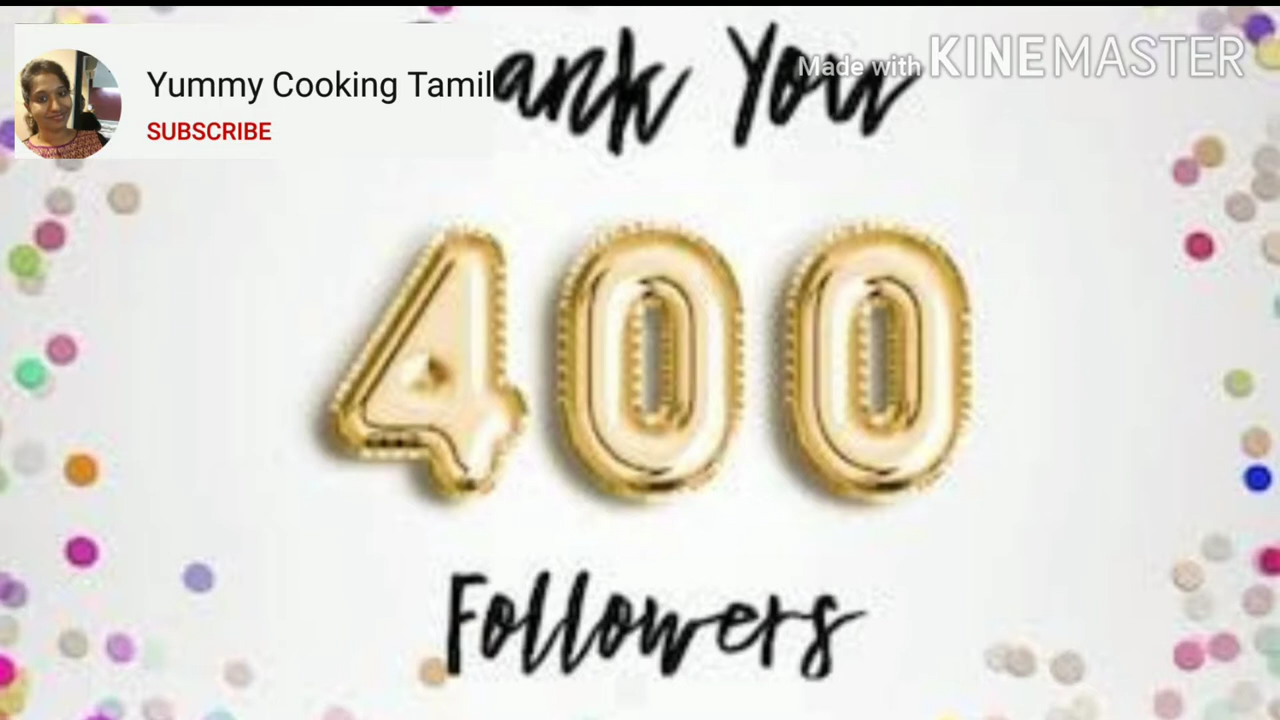 Yummy Cooking Tamil
SUBSCRIBE
ank You
Made with KINEMASTER
400
Followers